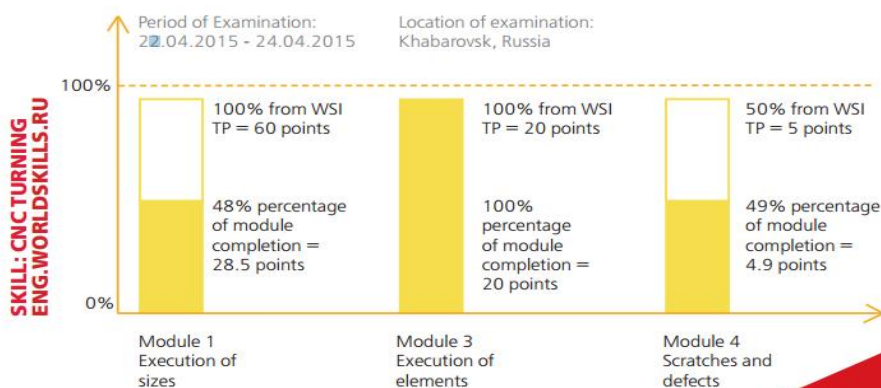 Period of Examination:
22.04.2015 - 24.04.2015
Location of examination:
Khabarovsk, Russia
SKILL: CNC TURNING
ENG.WORLDSKILLS.RU
100%
0%
100% from WSI
TP = 60 points
48% percentage
of module
completion =
28.5 points
100% from WSI
TP = 20 points
100%
percentage
of module
completion =
20 points
50% from WSI
TP = 5 points
49% percentage
of module
completion =
4.9 points
Module 1
Execution of
sizes
Module 3
Execution of
elements
Module 4
Scratches and
defects